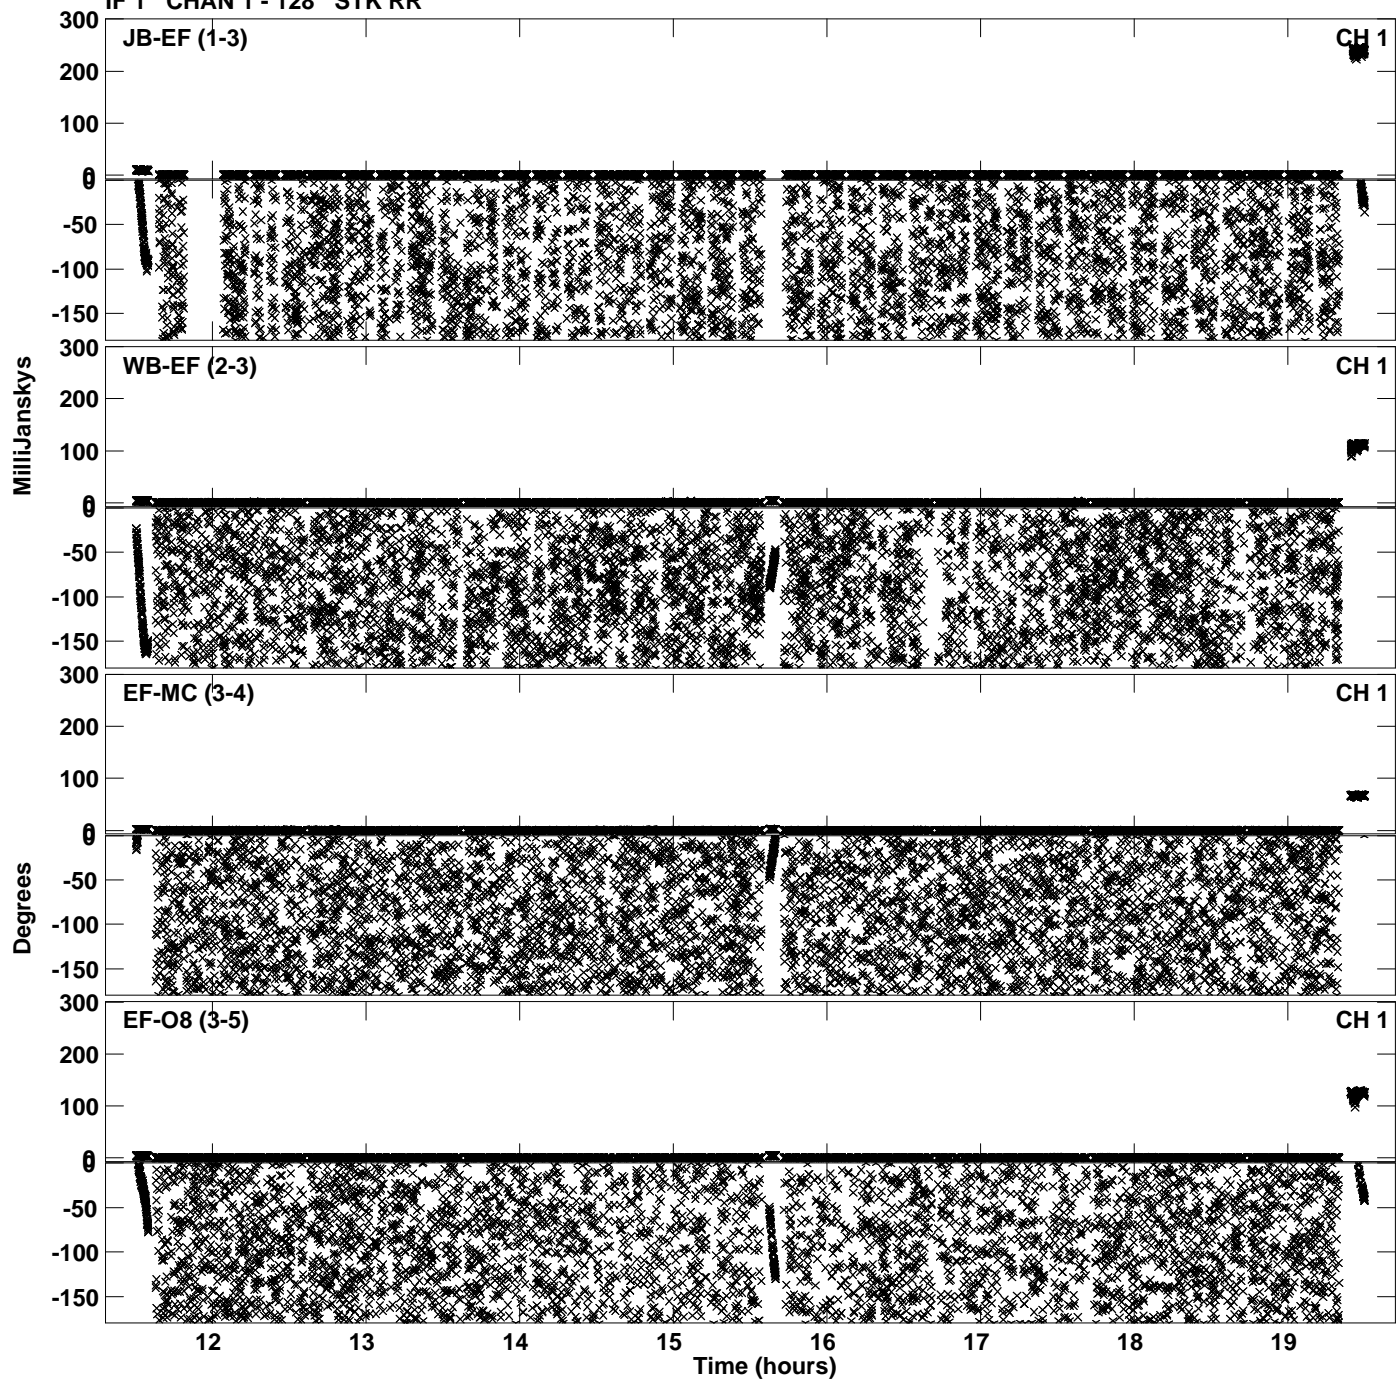 IF 1 CHAN 1 - 128 STK RR
300
JB-EF (1-3)
CH 1
200
100
0
0
-50
-100
-150
300
WB-EF (2-3)
CH 1
200
100
0
0
-50
-100
-150
MilliJanskys
300
EF-MC (3-4)
CH 1
200
100
0
0
-50
-100
-150
Degrees
300
EF-O8 (3-5)
CH 1
200
100
0
0
-50
-100
-150
12 13 14 15 16 17 18 19
Time (hours)